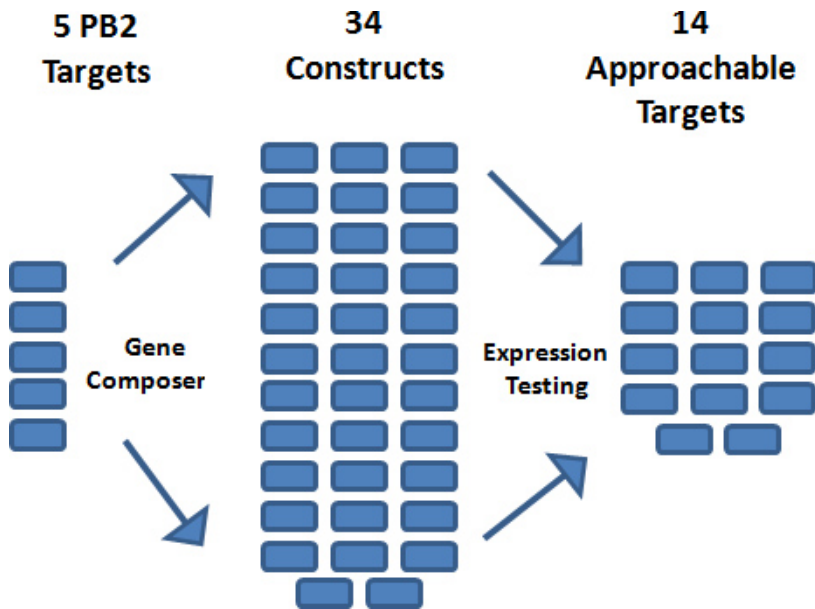 5 PB2
Targets
34
Constructs
14
Approachable
Targets
Gene
Composer
Expression
Testing